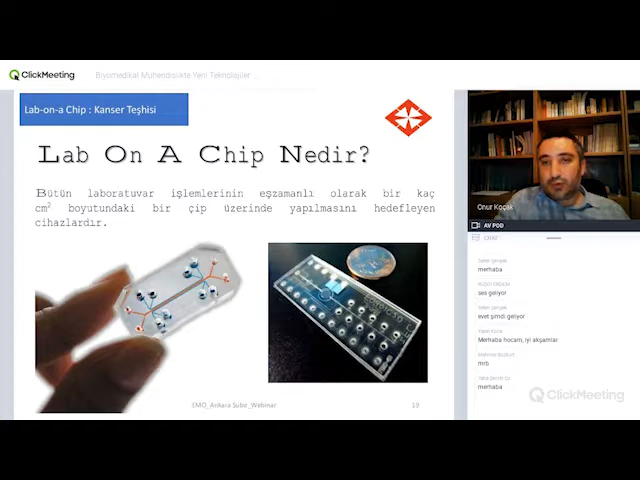 ClickMeeting
Biyomedikal Mühendislikte Yeni Teknolojiler ...
Lab-on-a Chip : Kanser Teşhisi
Lab On A Chip Nedir?
Bütün laboratuvar işlemlerinin eşzamanlı olarak bir kaç
cm2 boyutundaki bir çip üzerinde yapılmasını hedefleyen
cihazlardır.
EMO_Ankara Şube_Webinar
19
Onur Koçak
AV POD
CHAT
merhaba
ses geliyor
evet şimdi geliyor
Merhaba hocam, iyi akşamlar
mrb
merhaba
ClickMeeting